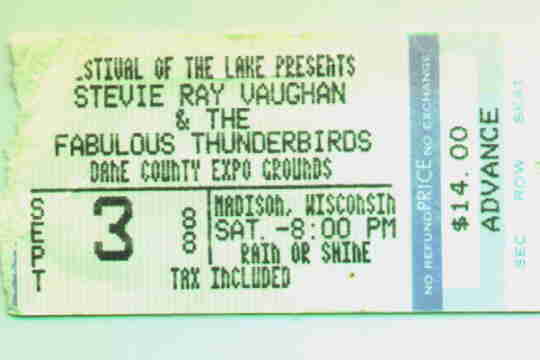 STIVAL OF THE LAKE PRESENTS
STEVIE RAY VAUGHAN
& THE
FABULOUS THUNDERBIRDS
DANE COUNTY EXPO GROUNDS
SEPT
3
88
MADISON, WISCONSIN
SAT. -8:00 PM
RAIN OR SHINE
TAX INCLUDED
NO REFUND PRICE NO EXCHANGE
$14.00
ADVANCE
SEC ROW SEAT